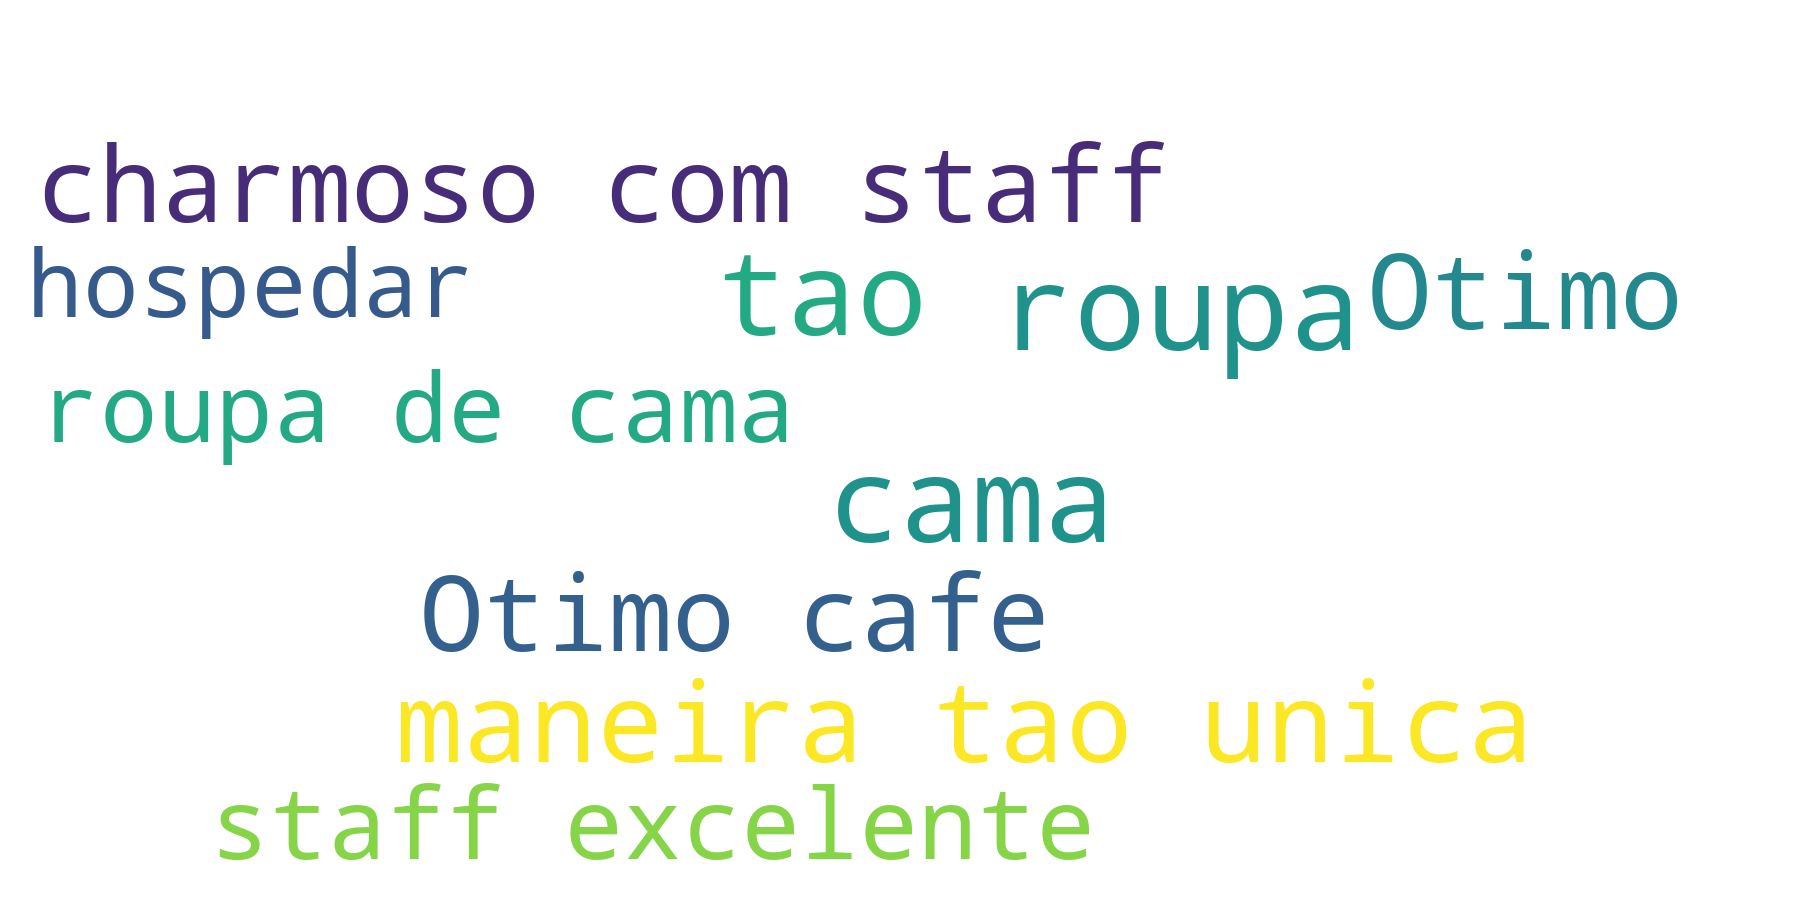 charmoso com staff
hospedar
tao
roupa
Otimo
roupa de cama
cama
Otimo cafe
maneira tao unica
staff excelente